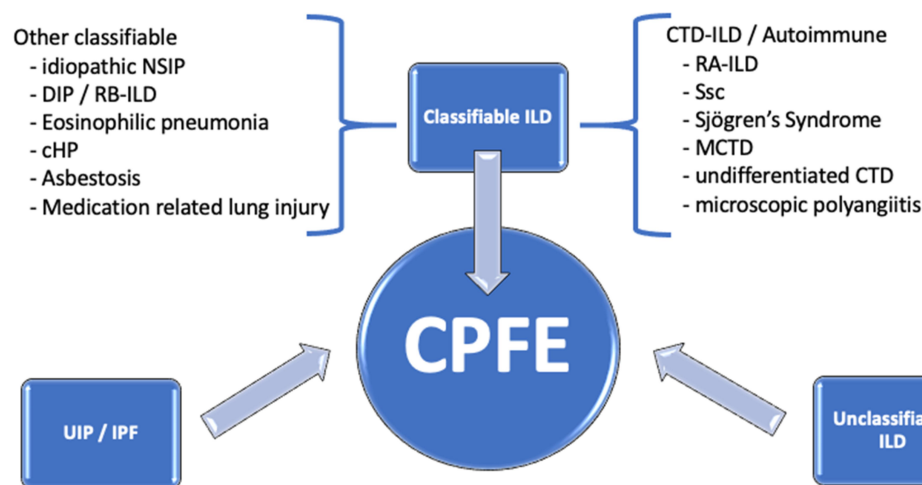 Other classifiable
- idiopathic NSIP
- DIP / RB-ILD
- Eosinophilic pneumonia
- cHP
- Asbestosis
- Medication related lung injury
Classifiable ILD
CTD-ILD / Autoimmune
- RA-ILD
- Ssc
- Sjögren's Syndrome
- MCTD
- undifferentiated CTD
- microscopic polyangiitis
CPFE
UIP / IPF
ILD